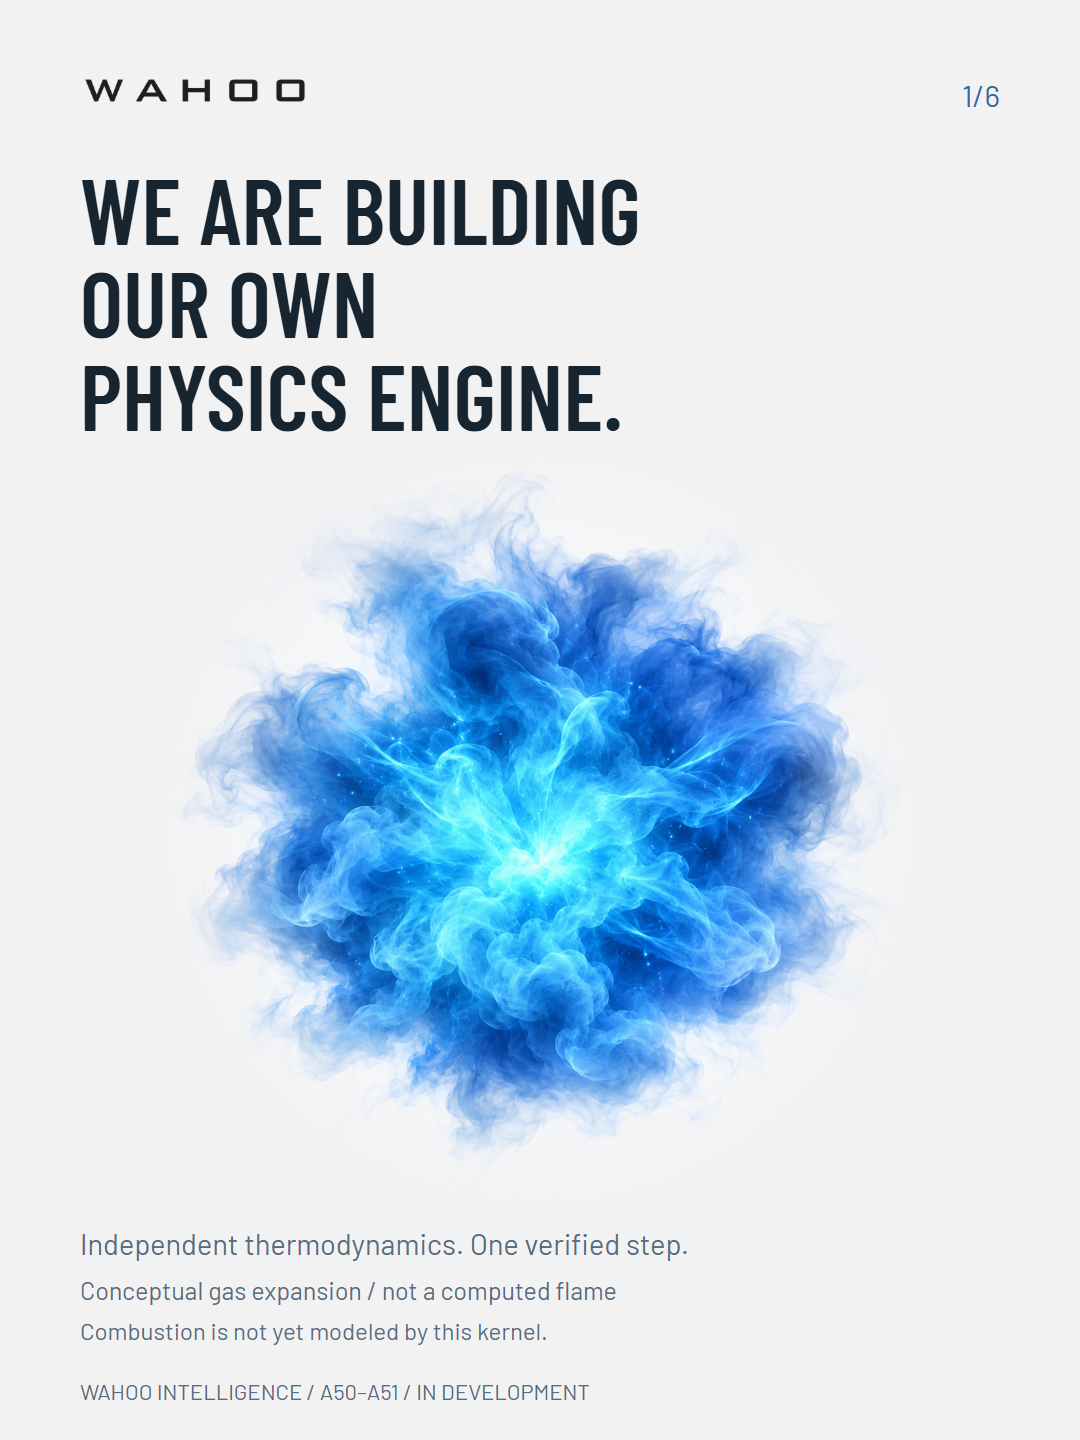 WAHOO
1/6
WE ARE BUILDING
OUR OWN
PHYSICS ENGINE.
Independent thermodynamics. One verified step.
Conceptual gas expansion / not a computed flame
Combustion is not yet modeled by this kernel.
WAHOO INTELLIGENCE / A50–A51 / IN DEVELOPMENT